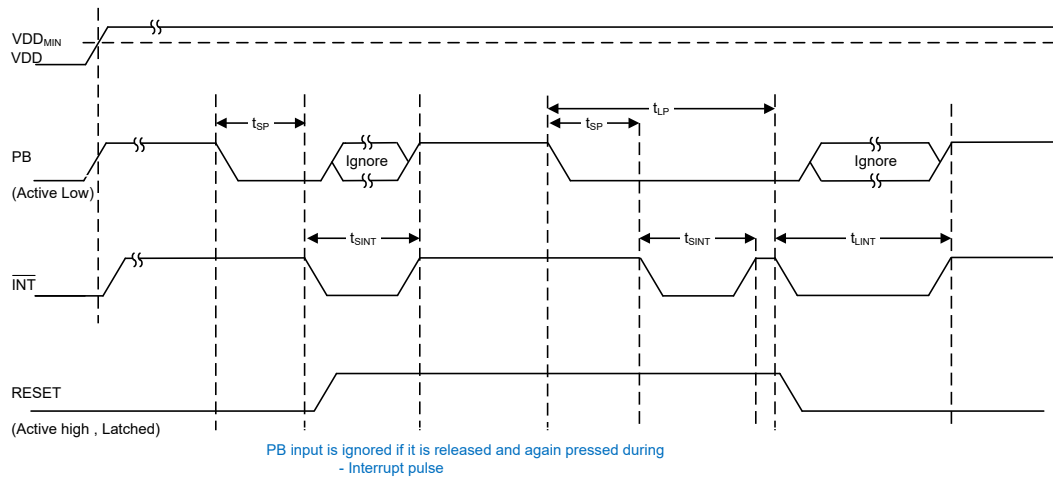 VDDMIN
VDD
tLP
tSP
tSP
PB
Ignore
Ignore
(Active Low)
tSINT
tSINT
tLINT
INT
RESET
(Active high , Latched)
PB input is ignored if it is released and again pressed during
- Interrupt pulse